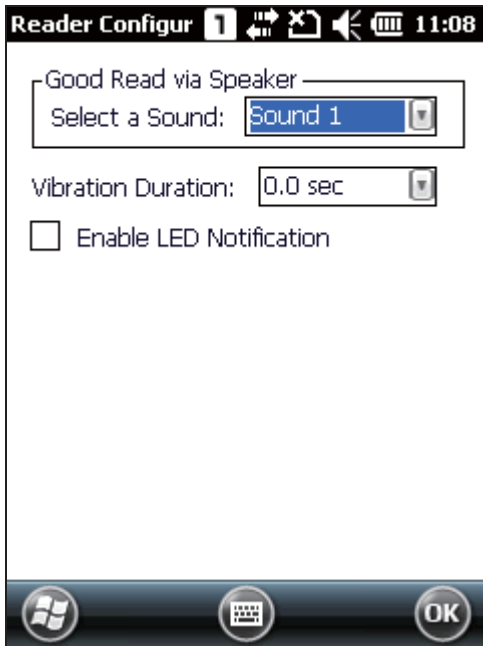 Reader Configur 1 11:08
Good Read via Speaker
Select a Sound: Sound 1
Vibration Duration: 0.0 sec
Enable LED Notification
OK